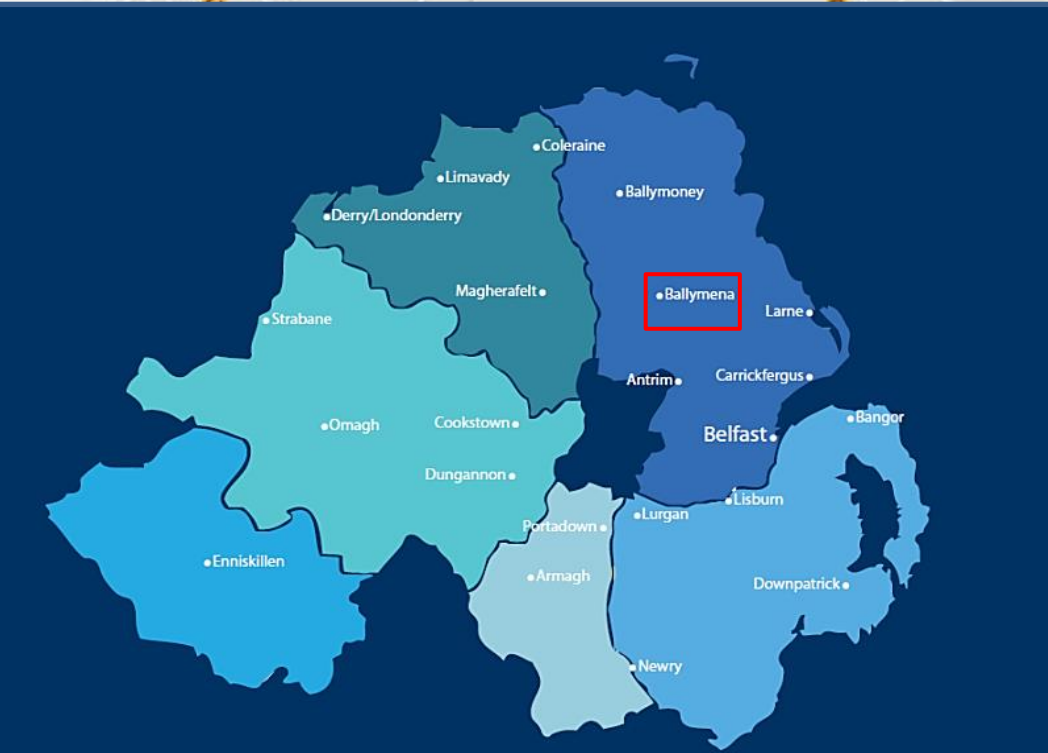 Coleraine
Limavady
Ballymoney
Derry/Londonderry
Magherafelt
Ballymena
Larne
Strabane
Antrim
Carrickfergus
Omagh
Cookstown
Belfast
Bangor
Dungannon
Lisburn
Lurgan
Portadown
Enniskillen
Armagh
Downpatrick
Newry